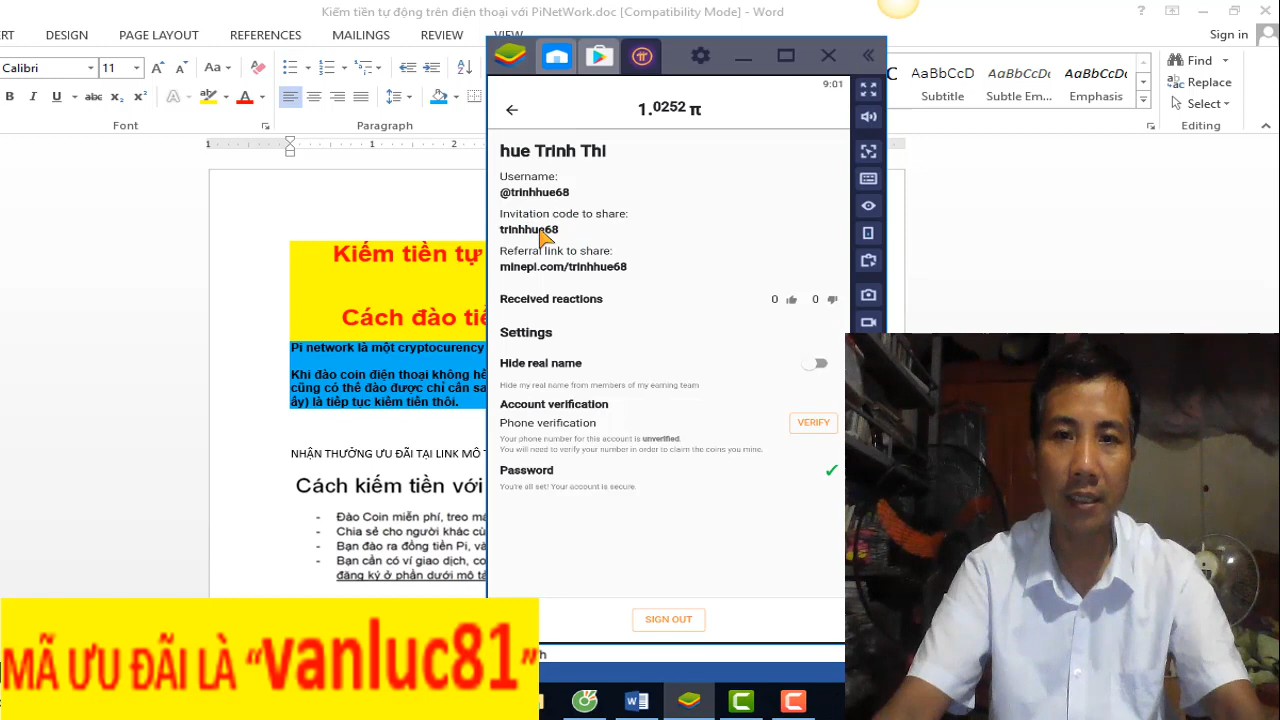 Kiếm tiền tự động trên điện thoại với PiNetWork.doc [Compatibility Mode] - Word
DESIGN PAGE LAYOUT REFERENCES MAILINGS REVIEW VIEW
Sign in
Calibri 11
Font
Paragraph
AaBbCcD AaBbCcDc AaBbCcDc
Subtitle Subtle Em... Emphasis
Find
Replace
Select
Editing
1 1 2
Kiếm tiền tự
Cách đào tiề
Pi network là một cryptocurency
Khi đào coin điện thoại không hề
cũng có thể đào được chỉ cần sa
ấy) là tiếp tục kiếm tiền thôi.
NHẬN THƯỞNG ƯU ĐÃI TẠI LINK MÔ T
Cách kiếm tiền với
- Đào Coin miễn phí, treo má
- Chia sẻ cho người khác cù
- Bạn đào ra đồng tiền Pi, và
- Bạn cần có ví giao dịch, co
đăng ký ở phần dưới mô tả
9:01
1.0252 π
hue Trinh Thi
Username:
@trinhhue68
Invitation code to share:
trinhhue68
Referral link to share:
minepi.com/trinhhue68
Received reactions 0 0
Settings
Hide real name
Hide my real name from members of my earning team
Account verification
Phone verification VERIFY
Your phone number for this account is unverified.
You will need to verify your number in order to claim the coins you mine.
Password
You're all set! Your account is secure.
SIGN OUT
MÃ ƯU ĐÃI LÀ “vanluc81”